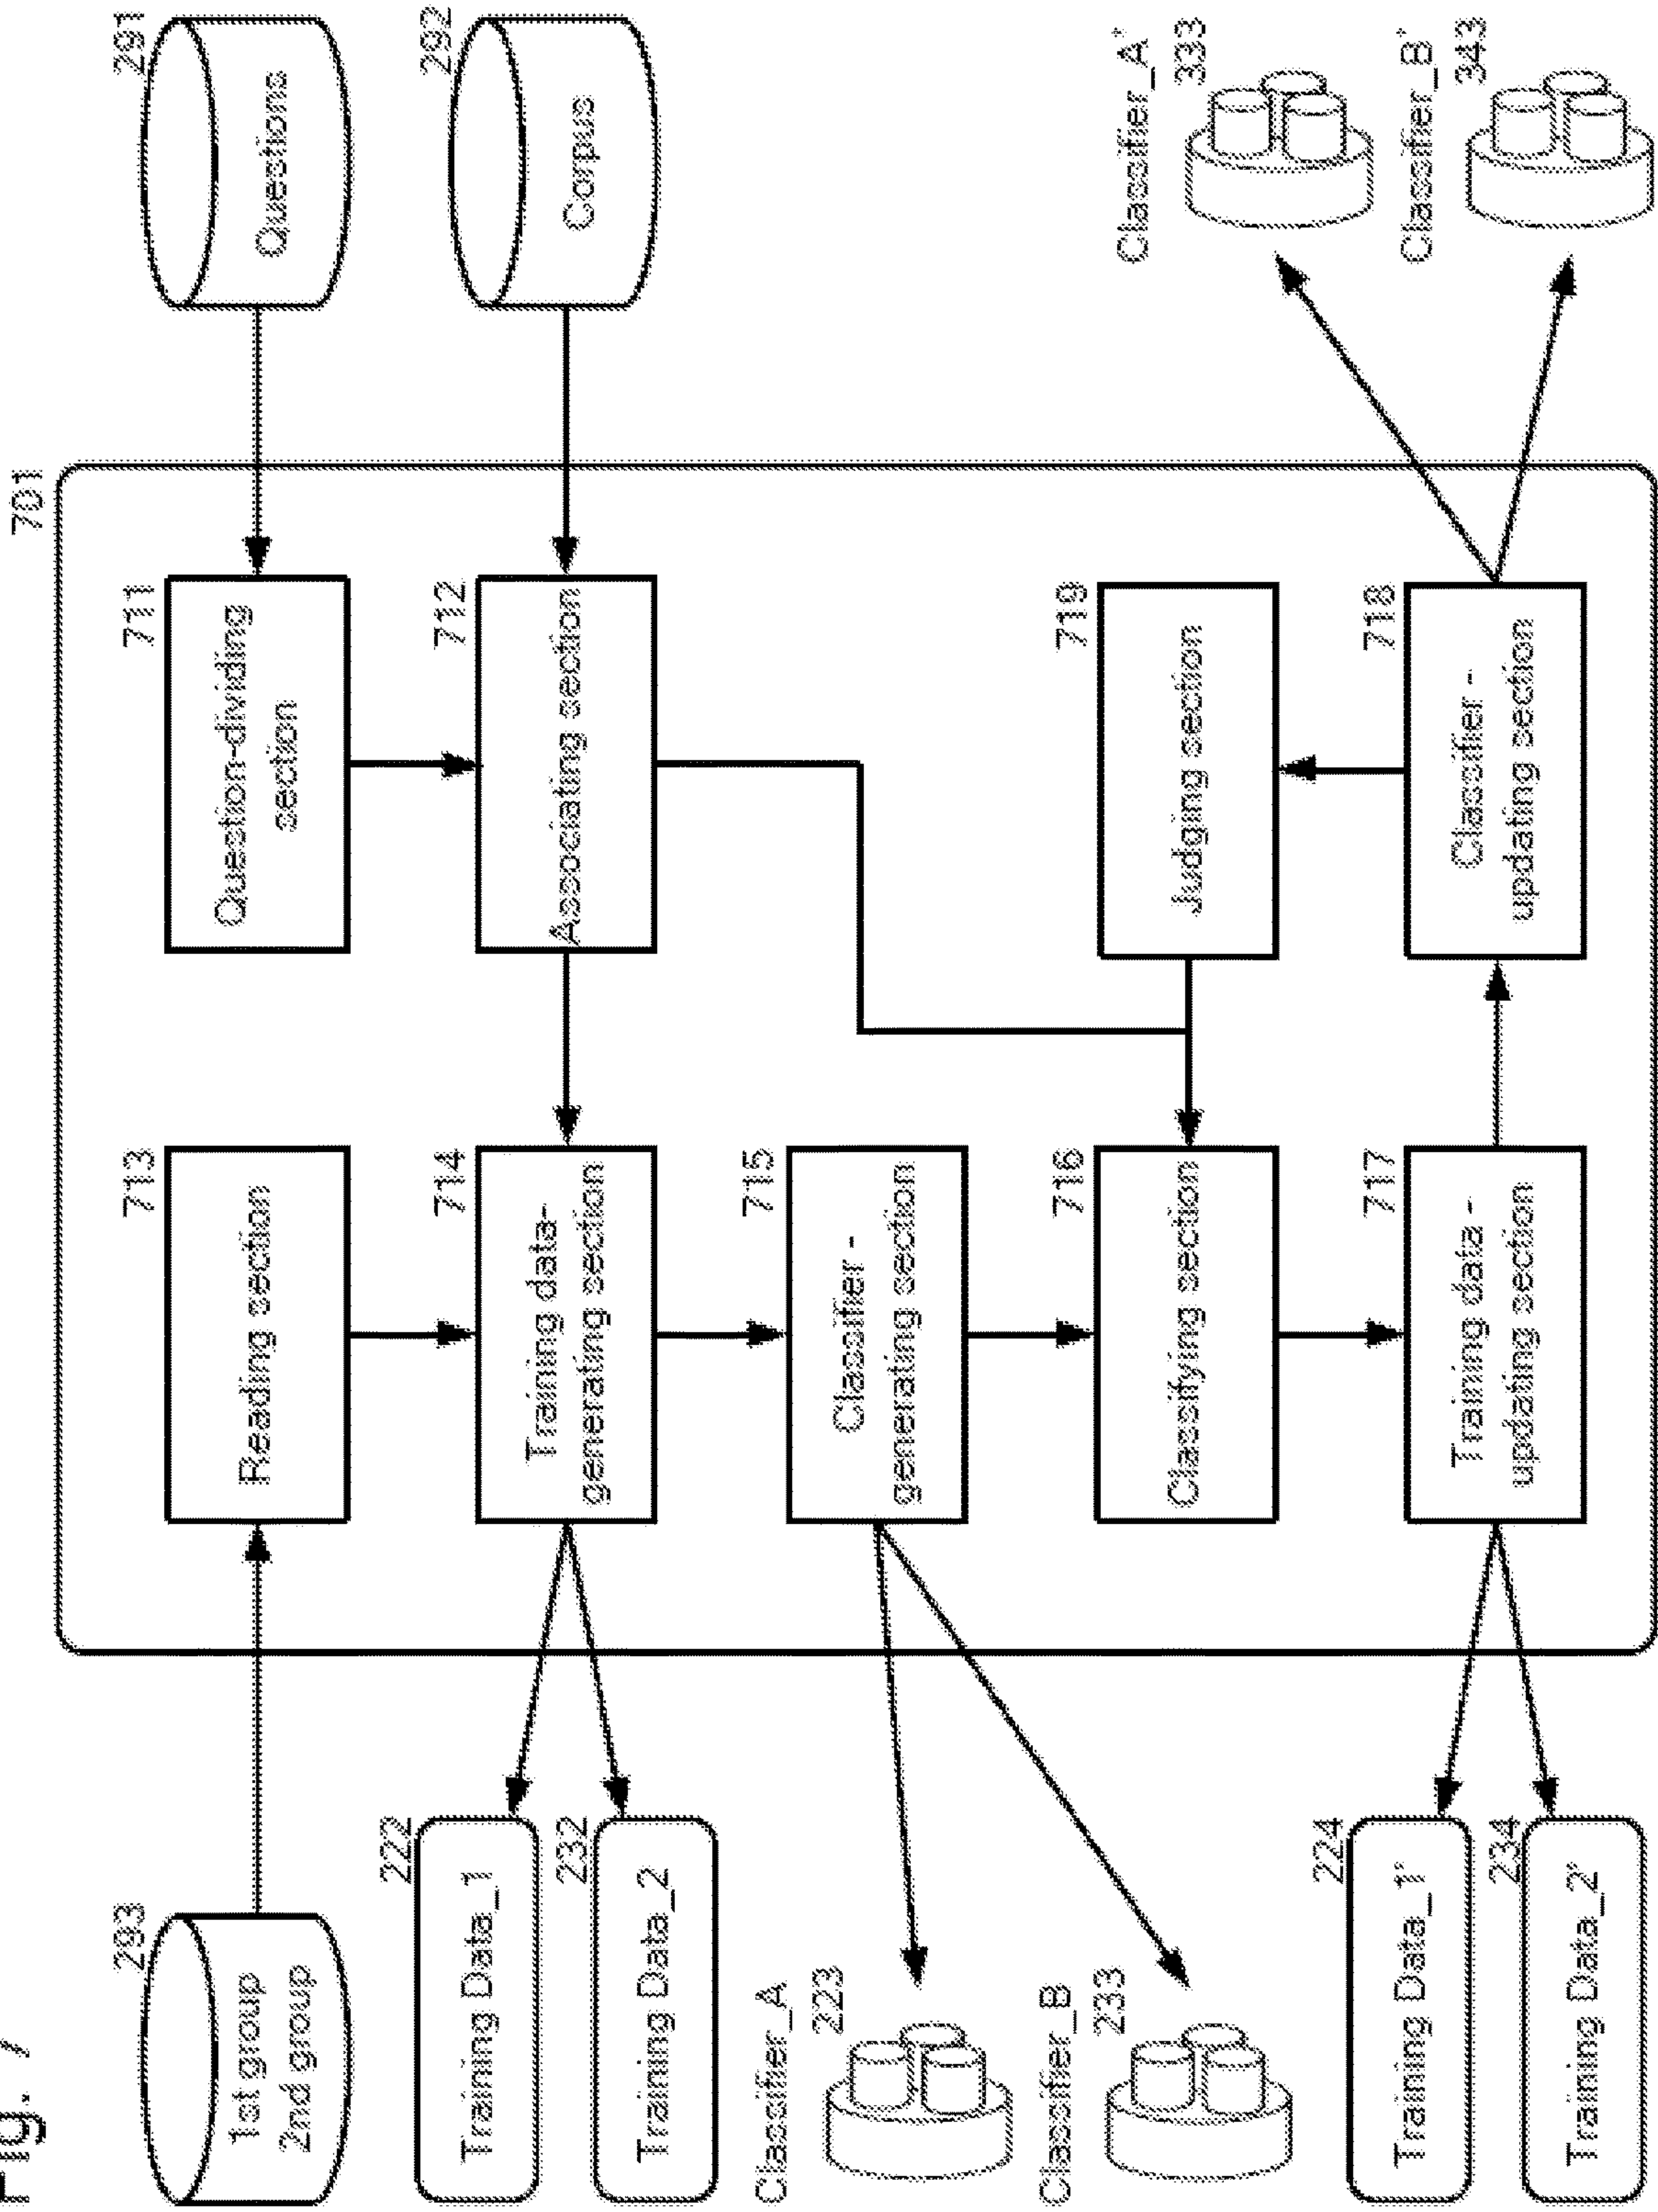 Fig. 7
701
293
1st group
2nd group
713
Reading section
711
Question-dividing
section
291
Questions
222
Training Data_1
232
Training Data_2
714
Training data-
generating section
712
Associating section
292
Corpus
Classifier_A
223
715
Classifier -
generating section
Classifier_B
233
716
Classifying section
719
Judging section
Classifier_A'
333
224
Training Data_1'
234
Training Data_2'
717
Training data -
updating section
718
Classifier -
updating section
Classifier_B'
343